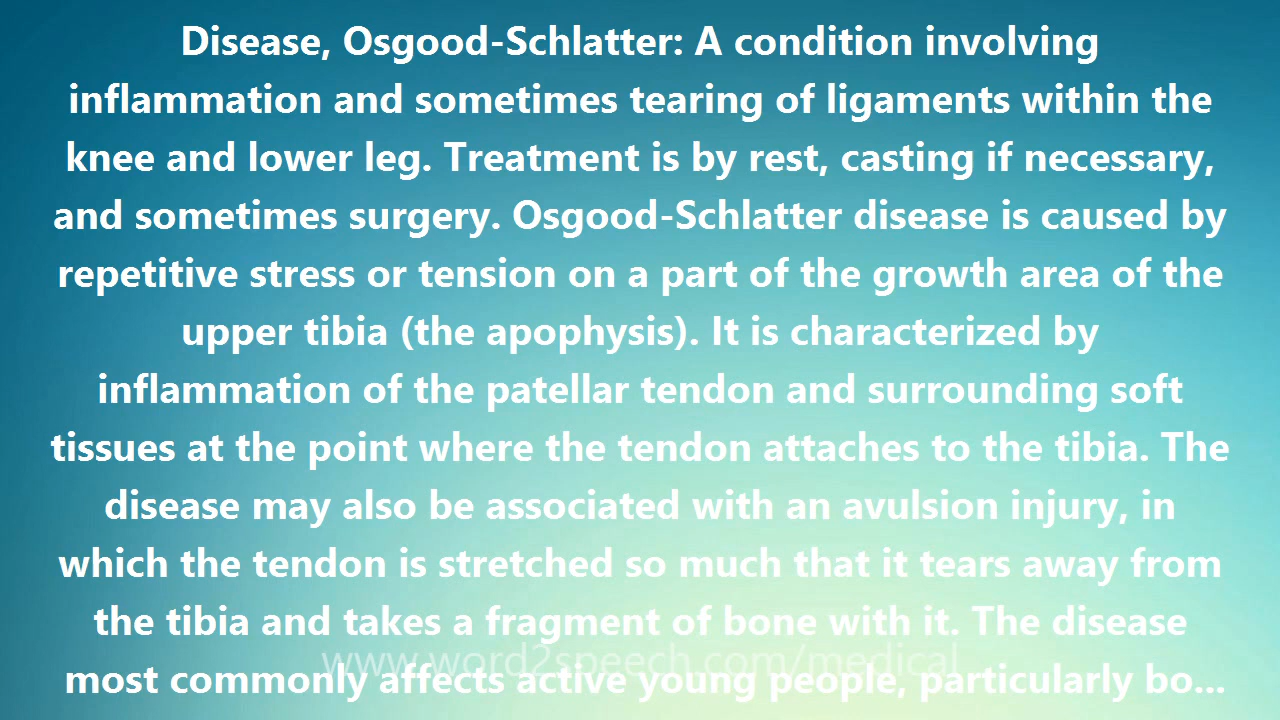 Disease, Osgood-Schlatter: A condition involving
inflammation and sometimes tearing of ligaments within the
knee and lower leg. Treatment is by rest, casting if necessary,
and sometimes surgery. Osgood-Schlatter disease is caused by
repetitive stress or tension on a part of the growth area of the
upper tibia (the apophysis). It is characterized by
inflammation of the patellar tendon and surrounding soft
tissues at the point where the tendon attaches to the tibia. The
disease may also be associated with an avulsion injury, in
which the tendon is stretched so much that it tears away from
the tibia and takes a fragment of bone with it. The disease
www.word2speech.com/medical
most commonly affects active young people, particularly bo...